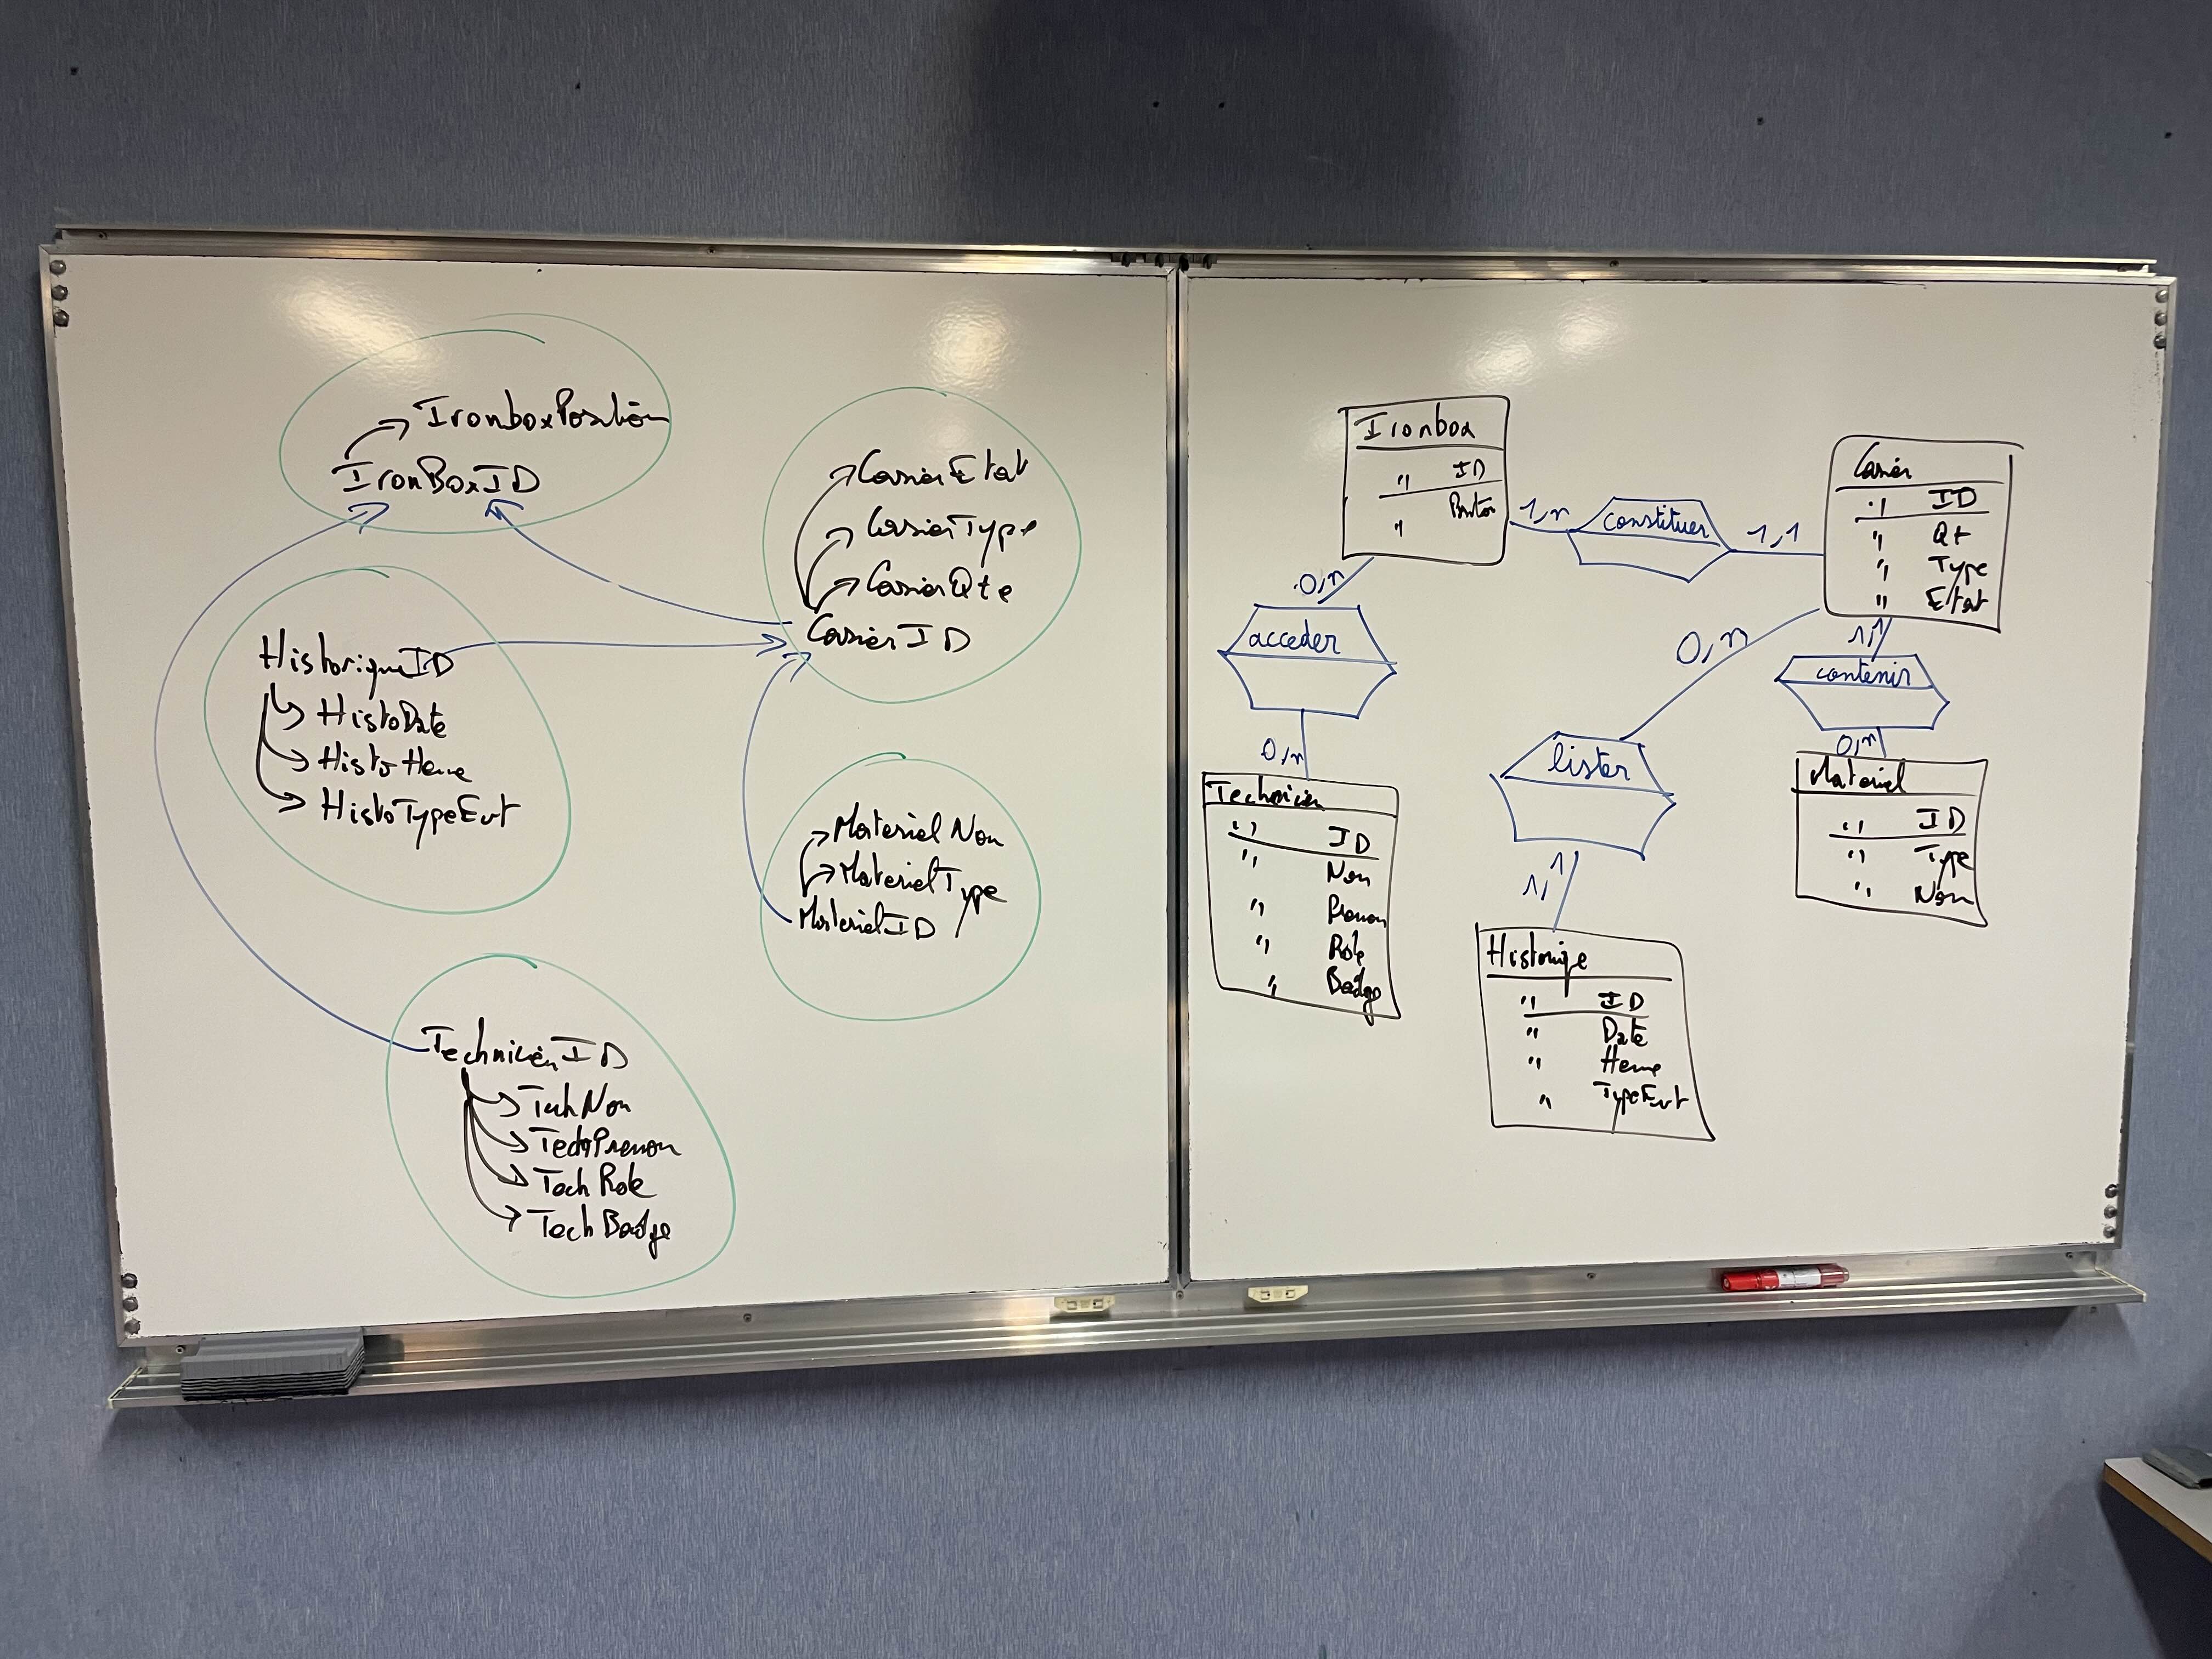 IronboxPosition
IronBoxID
CasierEtat
CasierType
CasierQte
CasierID
HistoriqueID
HistoDate
HistoHeure
HistoTypeEvt
MaterielNom
MaterielType
MaterielID
TechnicienID
TechNom
TechPrenom
TechRole
TechBadge
Ironbox
" ID
"
1,n
constituer
1,1
Casier
" ID
" Qt
" Type
" Etat
0,n
acceder
0,n
Technicien
" ID
" Nom
" Prenom
" Role
" Badge
0,n
lister
1,1
Historique
" ID
" Date
" Heure
" TypeEvt
1,1
contenir
0,n
Materiel
" ID
" Type
" Nom